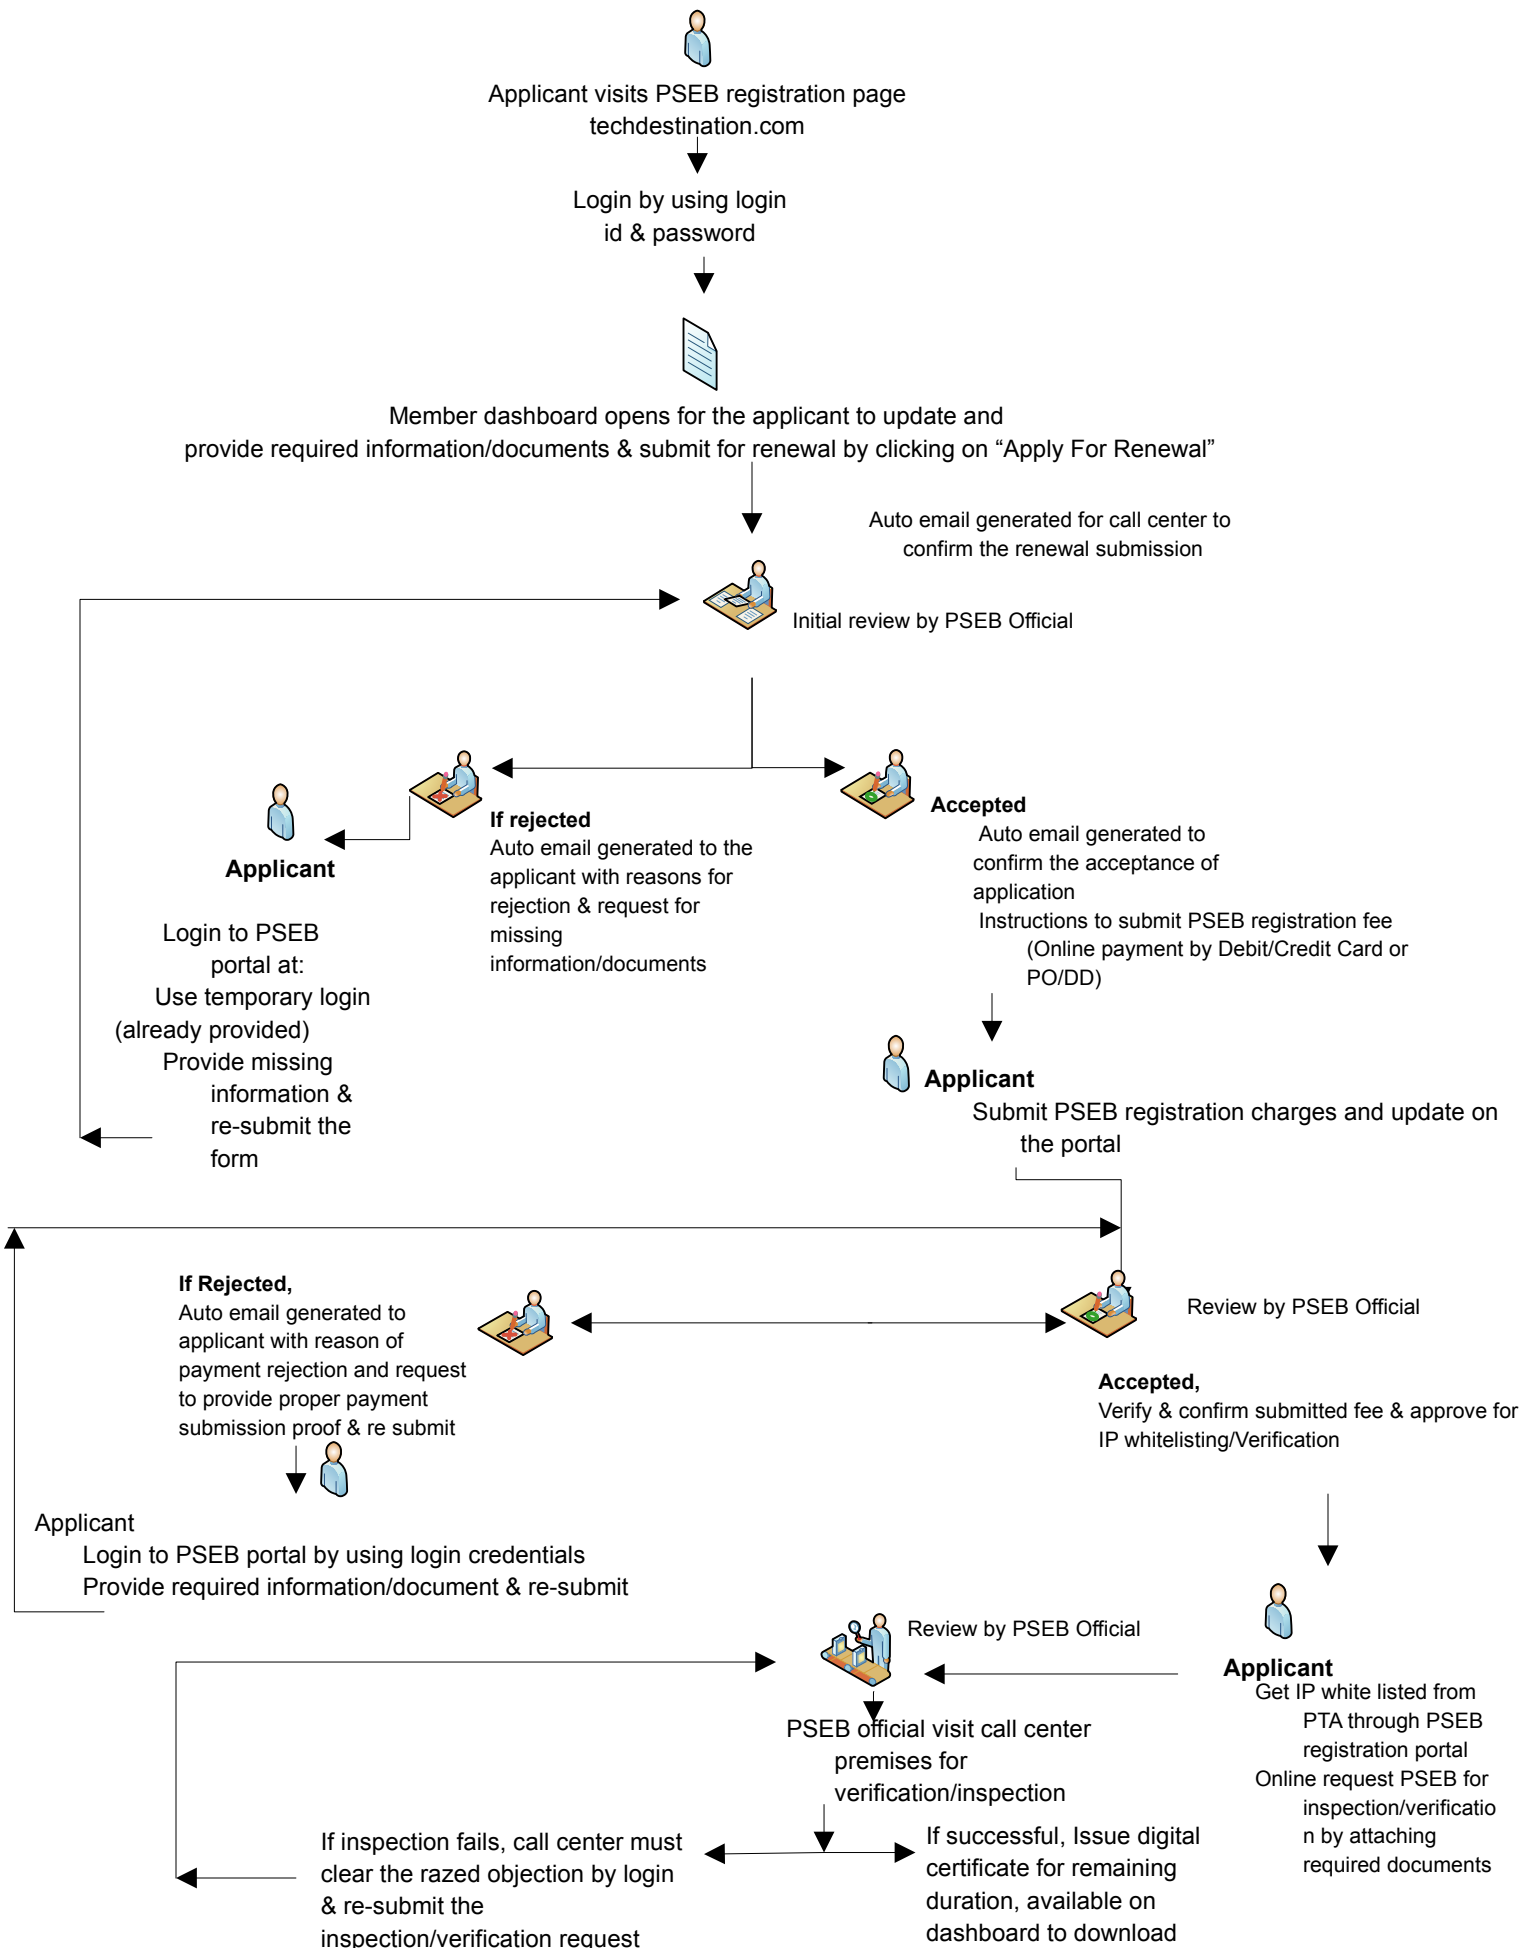 Applicant visits PSEB registration page
techdestination.com
Login by using login
id & password
Member dashboard opens for the applicant to update and
provide required information/documents & submit for renewal by clicking on “Apply For Renewal”
Auto email generated for call center to
confirm the renewal submission
Initial review by PSEB Official
If rejected
Auto email generated to the
applicant with reasons for
rejection & request for
missing
information/documents
Accepted
Auto email generated to
confirm the acceptance of
application
Instructions to submit PSEB registration fee
(Online payment by Debit/Credit Card or
PO/DD)
Applicant
Login to PSEB
portal at:
Use temporary login
(already provided)
Provide missing
information &
re-submit the
form
Applicant
Submit PSEB registration charges and update on
the portal
If Rejected,
Auto email generated to
applicant with reason of
payment rejection and request
to provide proper payment
submission proof & re submit
Review by PSEB Official
Accepted,
Verify & confirm submitted fee & approve for
IP whitelisting/Verification
Applicant
Login to PSEB portal by using login credentials
Provide required information/document & re-submit
Review by PSEB Official
Applicant
Get IP white listed from
PTA through PSEB
registration portal
Online request PSEB for
inspection/verificatio
n by attaching
required documents
PSEB official visit call center
premises for
verification/inspection
If inspection fails, call center must
clear the razed objection by login
& re-submit the
inspection/verification request
If successful, Issue digital
certificate for remaining
duration, available on
dashboard to download